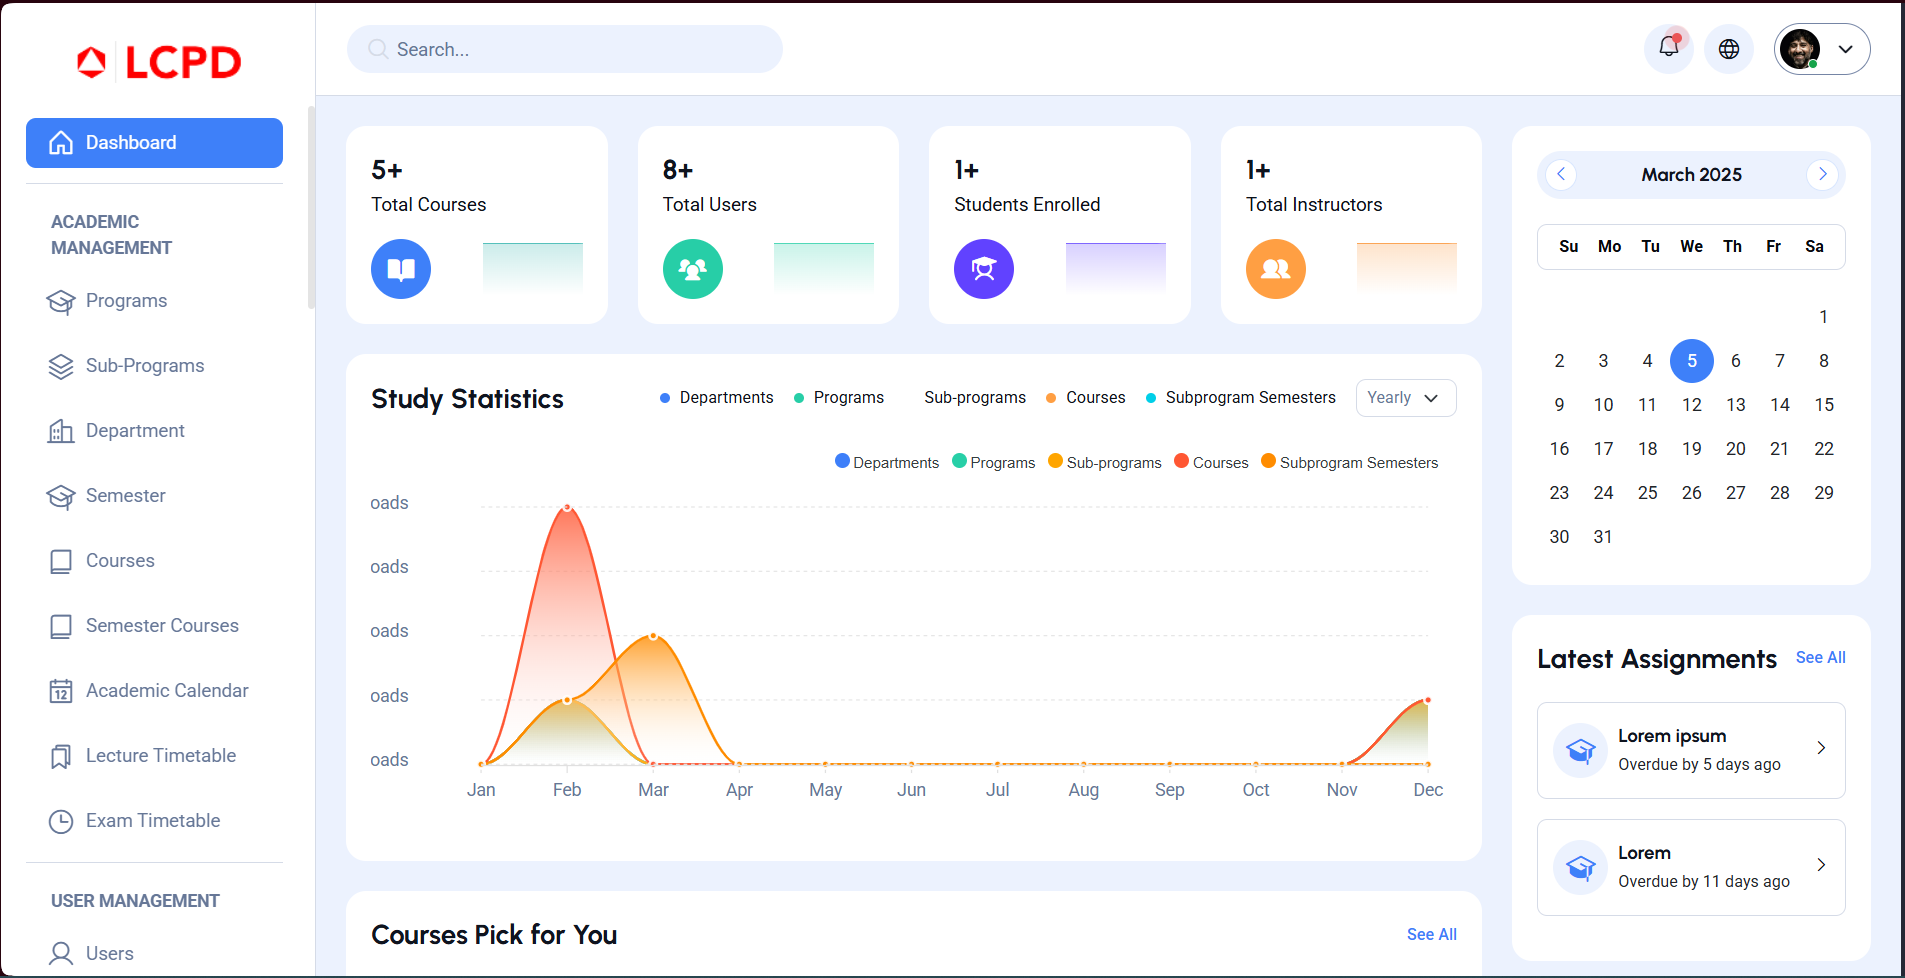 LCPD
Search...
Dashboard
ACADEMIC
MANAGEMENT
Programs
Sub-Programs
Department
Semester
Courses
Semester Courses
12
Academic Calendar
Lecture Timetable
Exam Timetable
USER MANAGEMENT
Users
5+
Total Courses
8+
Total Users
1+
Students Enrolled
1+
Total Instructors
Study Statistics
Departments Programs Sub-programs Courses Subprogram Semesters
Yearly
Departments Programs Sub-programs Courses Subprogram Semesters
oads
oads
oads
oads
oads
Jan Feb Mar Apr May Jun Jul Aug Sep Oct Nov Dec
Courses Pick for You
See All
March 2025
Su Mo Tu We Th Fr Sa
1
2 3 4 5 6 7 8
9 10 11 12 13 14 15
16 17 18 19 20 21 22
23 24 25 26 27 28 29
30 31
Latest Assignments
See All
Lorem ipsum
Overdue by 5 days ago
Lorem
Overdue by 11 days ago